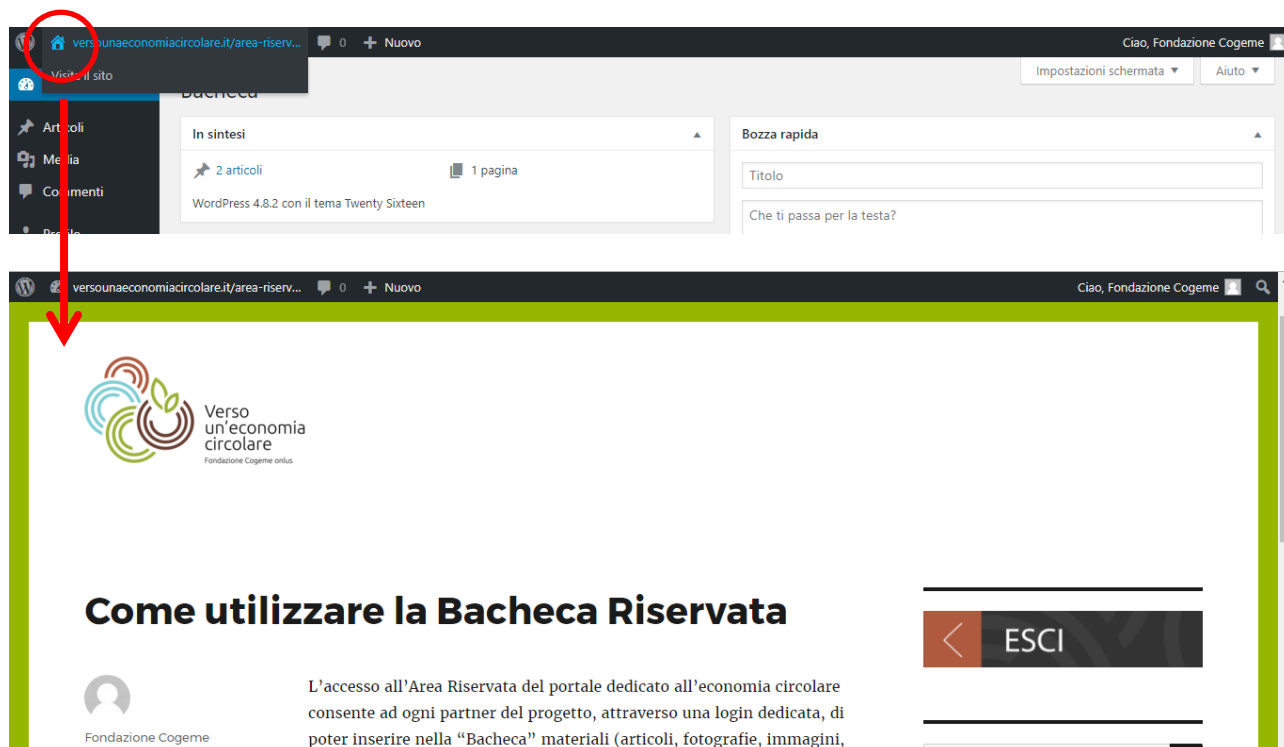 versounaeconomiacircolare.it/area-riserv... 0 + Nuovo Ciao, Fondazione Cogeme
Visita il sito Impostazioni schermata ▼ Aiuto ▼
Bacheca
Articoli In sintesi Bozza rapida
Media 2 articoli 1 pagina Titolo
Commenti WordPress 4.8.2 con il tema Twenty Sixteen Che ti passa per la testa?
Profilo
versounaeconomiacircolare.it/area-riserv... 0 + Nuovo Ciao, Fondazione Cogeme
Verso
un'economia
circolare
Fondazione Cogeme onlus
Come utilizzare la Bacheca Riservata
ESCI
L’accesso all’Area Riservata del portale dedicato all’economia circolare
consente ad ogni partner del progetto, attraverso una login dedicata, di
Fondazione Cogeme
poter inserire nella “Bacheca” materiali (articoli, fotografie, immagini,